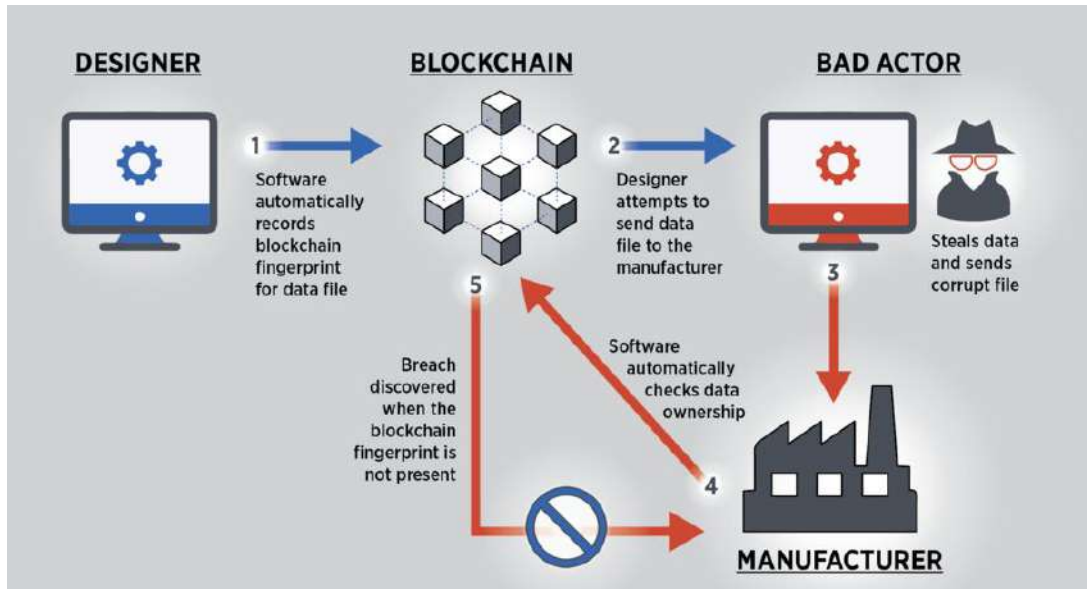 DESIGNER
BLOCKCHAIN
BAD ACTOR
1
Software
automatically
records
blockchain
fingerprint
for data file
2
Designer
attempts to
send data
file to the
manufacturer
Steals data
and sends
corrupt file
3
5
Breach
discovered
when the
blockchain
fingerprint is
not present
Software
automatically
checks data
ownership
4
MANUFACTURER